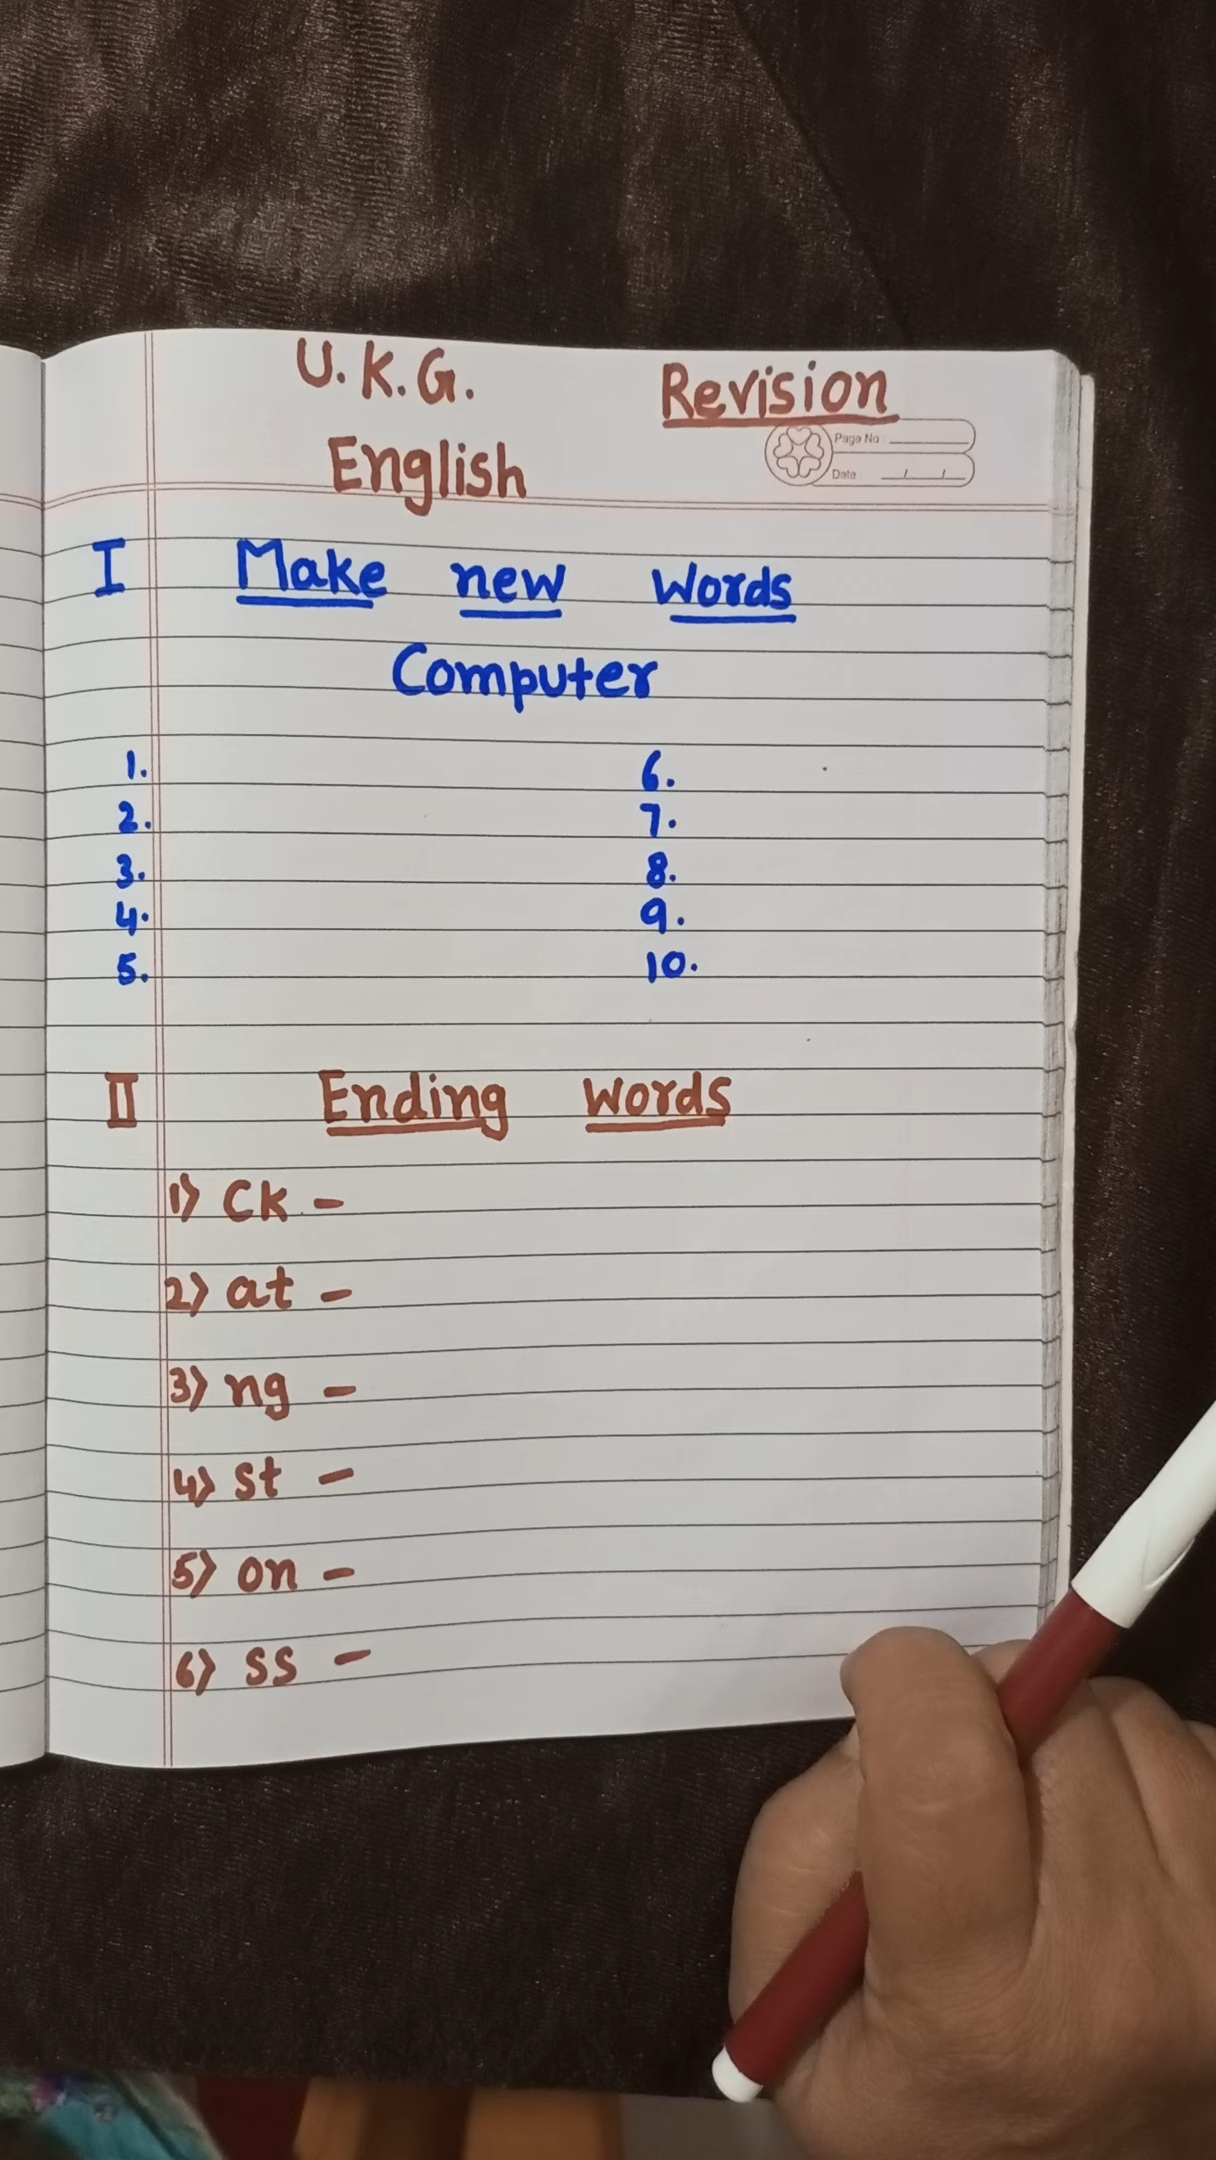 U.K.G. Revision
Page No.
English
Date
I Make new words
Computer
1. 6.
2. 7.
3. 8.
4. 9.
5. 10.
II Ending words
1) Ck -
2) at -
3) ng -
4) st -
5) on -
6) ss -